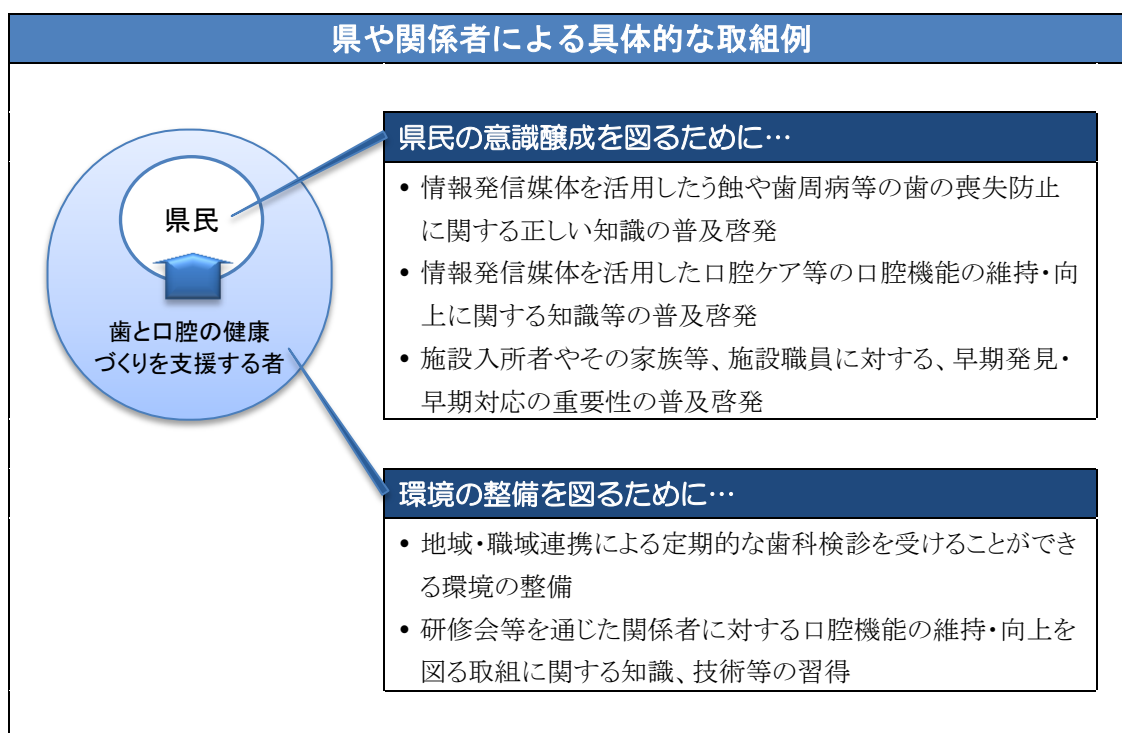 県や関係者による具体的な取組例
県民の意識醸成を図るために…
• 情報発信媒体を活用したう蝕や歯周病等の歯の喪失防止
に関する正しい知識の普及啓発
• 情報発信媒体を活用した口腔ケア等の口腔機能の維持・向
上に関する知識等の普及啓発
• 施設入所者やその家族等、施設職員に対する、早期発見・
早期対応の重要性の普及啓発
県民
歯と口腔の健康
づくりを支援する者
環境の整備を図るために…
• 地域・職域連携による定期的な歯科検診を受けることができ
る環境の整備
• 研修会等を通じた関係者に対する口腔機能の維持・向上を
図る取組に関する知識、技術等の習得